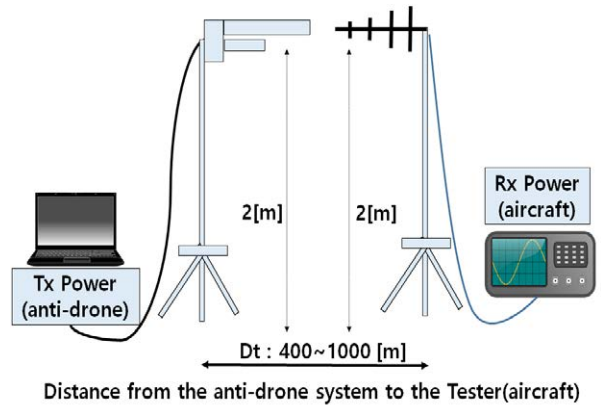 2[m]
2[m]
Rx Power
(aircraft)
Tx Power
(anti-drone)
Dt : 400~1000 [m]
Distance from the anti-drone system to the Tester(aircraft)